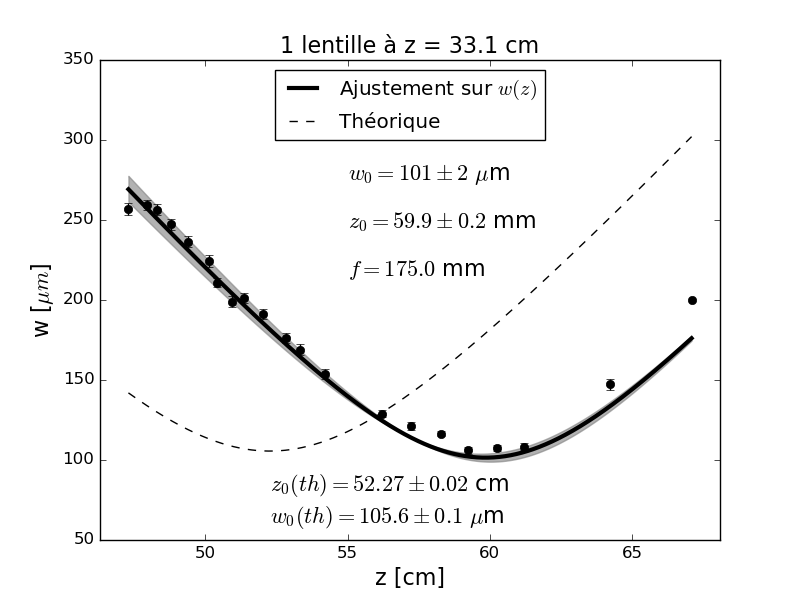 1 lentille à z = 33.1 cm
350
300
250
200
150
100
50
w [μm]
Ajustement sur w(z)
Théorique
w₀ = 101 ± 2 μm
z₀ = 59.9 ± 0.2 mm
f = 175.0 mm
z₀(th) = 52.27 ± 0.02 cm
w₀(th) = 105.6 ± 0.1 μm
50 55 60 65
z [cm]